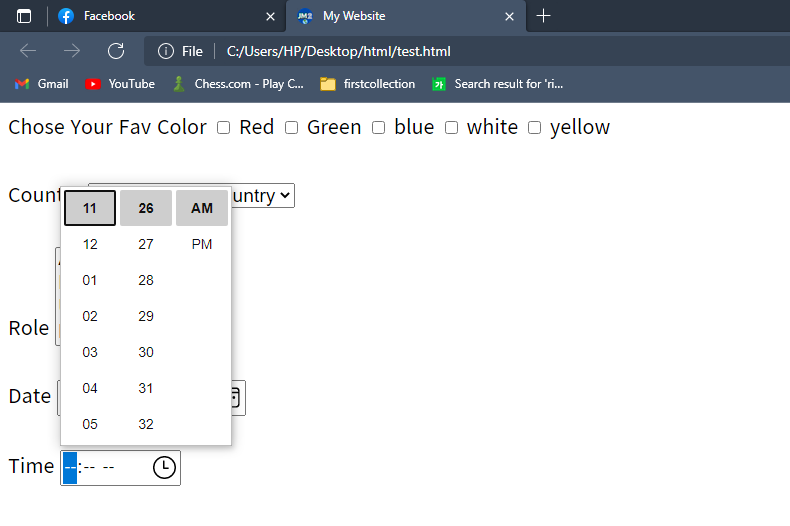 Facebook
JM2 My Website
File C:/Users/HP/Desktop/html/test.html
Gmail YouTube Chess.com - Play C... firstcollection Search result for 'ri...
Chose Your Fav Color Red Green blue white yellow
Count untry
11 26 AM
12 27 PM
01 28
02 29
Role
03 30
04 31
Date
05 32
Time --:-- --